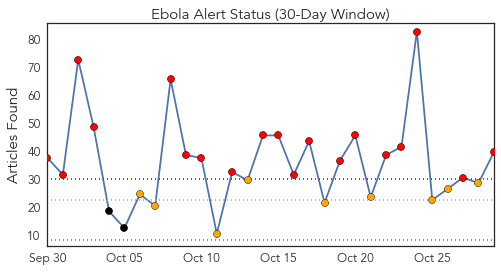 Ebola Alert Status (30-Day Window)
Articles Found
80
70
60
50
40
30
20
10
Sep 30 Oct 05 Oct 10 Oct 15 Oct 20 Oct 25